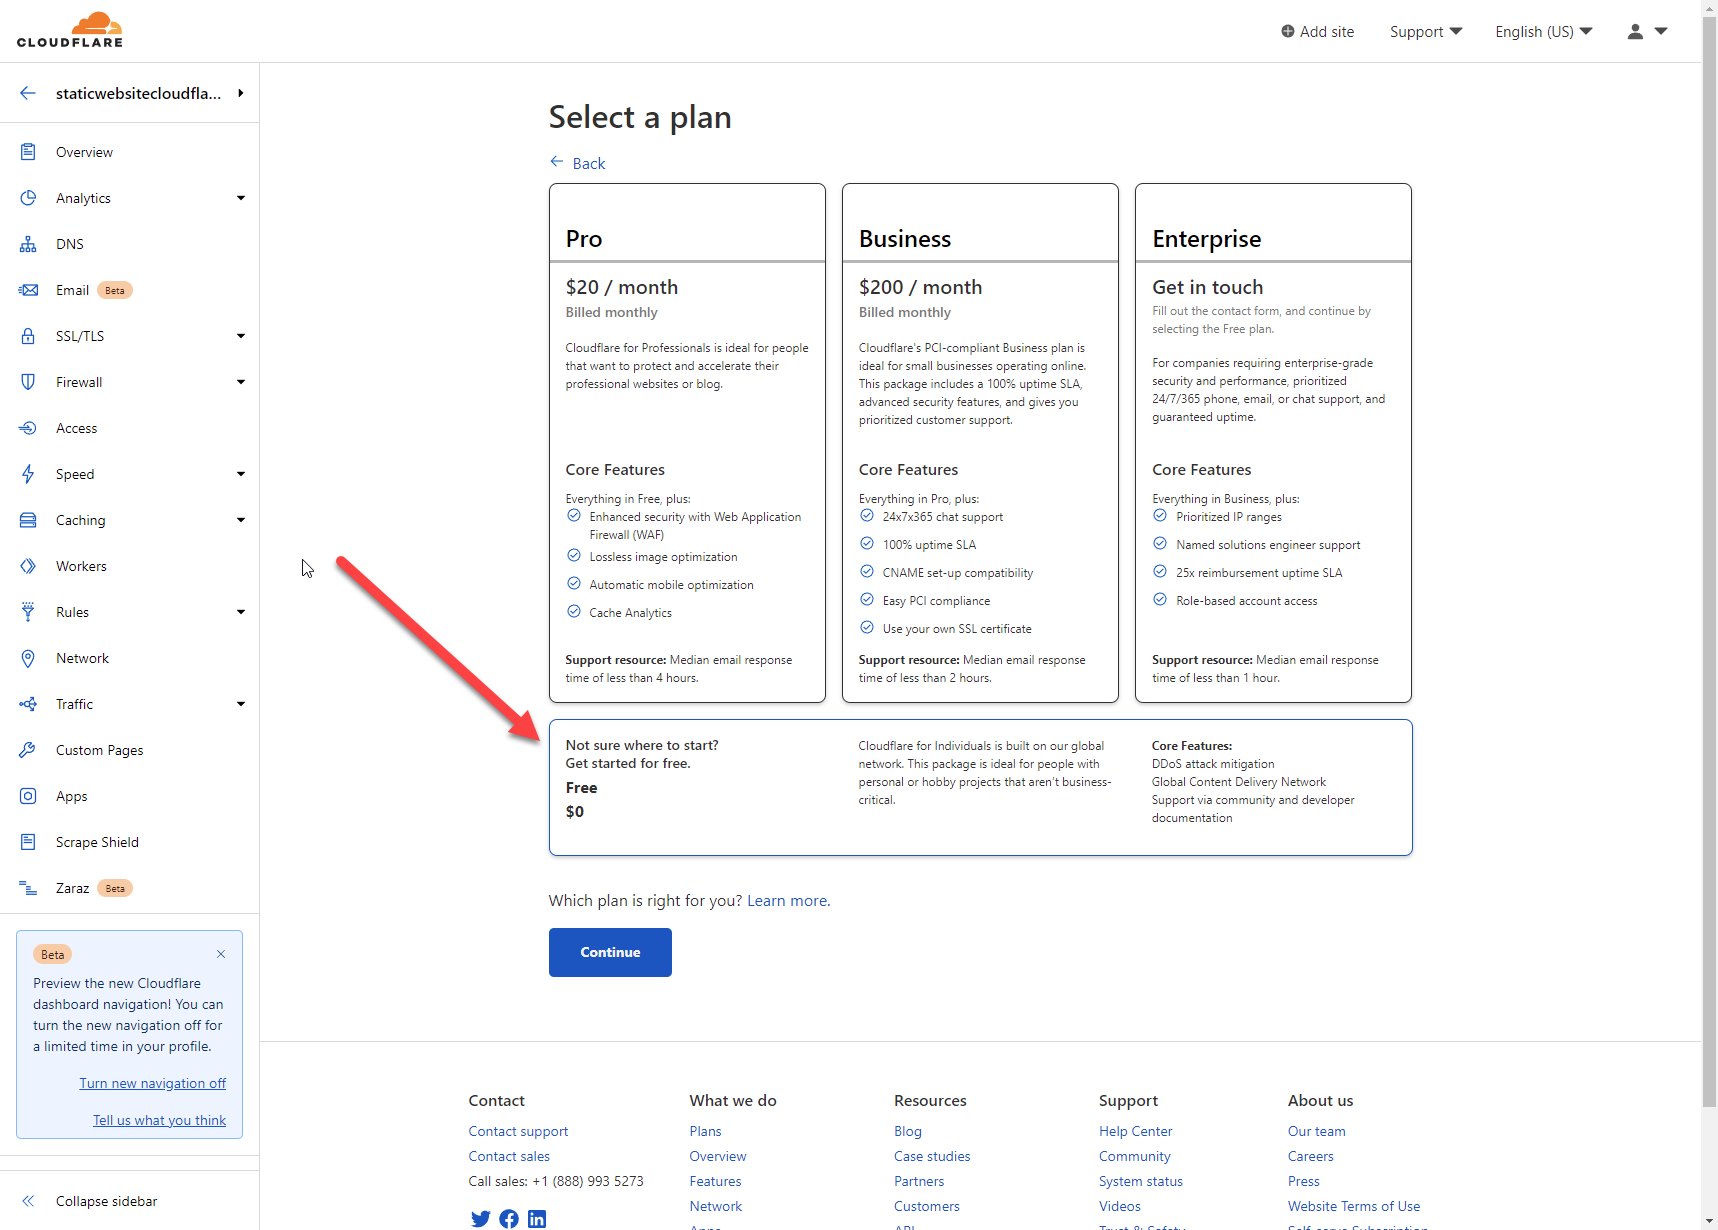 CLOUDFLARE
Add site
Support
English (US)
staticwebsitecloudfla...
Overview
Analytics
DNS
Email Beta
SSL/TLS
Firewall
Access
Speed
Caching
Workers
Rules
Network
Traffic
Custom Pages
Apps
Scrape Shield
Zaraz Beta
Beta
Preview the new Cloudflare
dashboard navigation! You can
turn the new navigation off for
a limited time in your profile.
Turn new navigation off
Tell us what you think
Collapse sidebar
Select a plan
Back
Pro
$20 / month
Billed monthly
Cloudflare for Professionals is ideal for people
that want to protect and accelerate their
professional websites or blog.
Core Features
Everything in Free, plus:
Enhanced security with Web Application
Firewall (WAF)
Lossless image optimization
Automatic mobile optimization
Cache Analytics
Support resource: Median email response
time of less than 4 hours.
Business
$200 / month
Billed monthly
Cloudflare's PCI-compliant Business plan is
ideal for small businesses operating online.
This package includes a 100% uptime SLA,
advanced security features, and gives you
prioritized customer support.
Core Features
Everything in Pro, plus:
24x7x365 chat support
100% uptime SLA
CNAME set-up compatibility
Easy PCI compliance
Use your own SSL certificate
Support resource: Median email response
time of less than 2 hours.
Enterprise
Get in touch
Fill out the contact form, and continue by
selecting the Free plan.
For companies requiring enterprise-grade
security and performance, prioritized
24/7/365 phone, email, or chat support, and
guaranteed uptime.
Core Features
Everything in Business, plus:
Prioritized IP ranges
Named solutions engineer support
25x reimbursement uptime SLA
Role-based account access
Support resource: Median email response
time of less than 1 hour.
Not sure where to start?
Get started for free.
Free
$0
Cloudflare for Individuals is built on our global
network. This package is ideal for people with
personal or hobby projects that aren't business-
critical.
Core Features:
DDoS attack mitigation
Global Content Delivery Network
Support via community and developer
documentation
Which plan is right for you? Learn more.
Continue
Contact
Contact support
Contact sales
Call sales: +1 (888) 993 5273
What we do
Plans
Overview
Features
Network
Apps
Resources
Blog
Case studies
Partners
Customers
API
Support
Help Center
Community
System status
Videos
Trust & Safety
About us
Our team
Careers
Press
Website Terms of Use
Self-serve Subscription